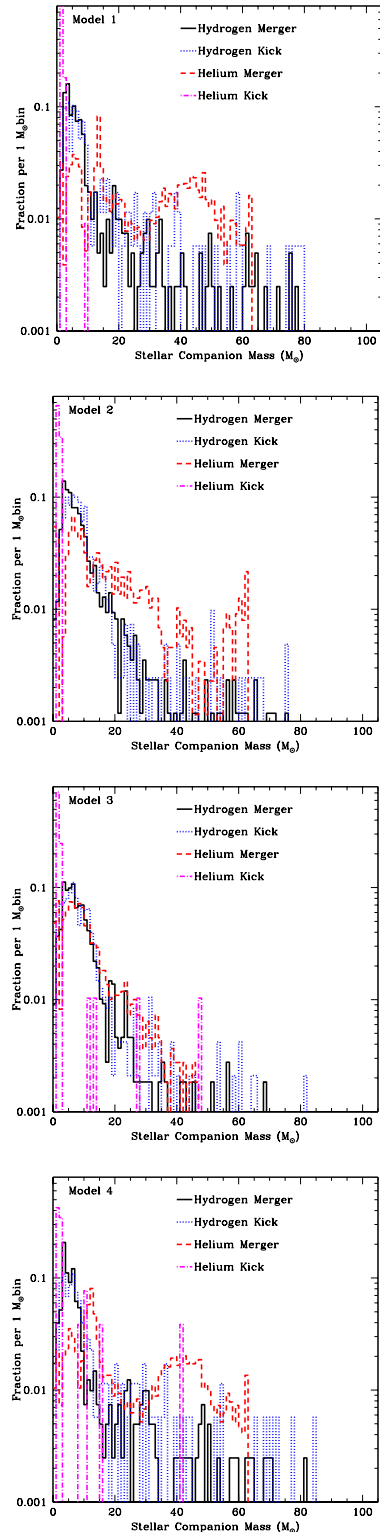 Model 1
Hydrogen Merger
Hydrogen Kick
Helium Merger
Helium Kick
Fraction per 1 M⊙bin
0.1
0.01
0.001
0 20 40 60 80 100
Stellar Companion Mass (M⊙)
Model 2
Hydrogen Merger
Hydrogen Kick
Helium Merger
Helium Kick
Fraction per 1 M⊙bin
0.1
0.01
0.001
0 20 40 60 80 100
Stellar Companion Mass (M⊙)
Model 3
Hydrogen Merger
Hydrogen Kick
Helium Merger
Helium Kick
Fraction per 1 M⊙bin
0.1
0.01
0.001
0 20 40 60 80 100
Stellar Companion Mass (M⊙)
Model 4
Hydrogen Merger
Hydrogen Kick
Helium Merger
Helium Kick
Fraction per 1 M⊙bin
0.1
0.01
0.001
0 20 40 60 80 100
Stellar Companion Mass (M⊙)